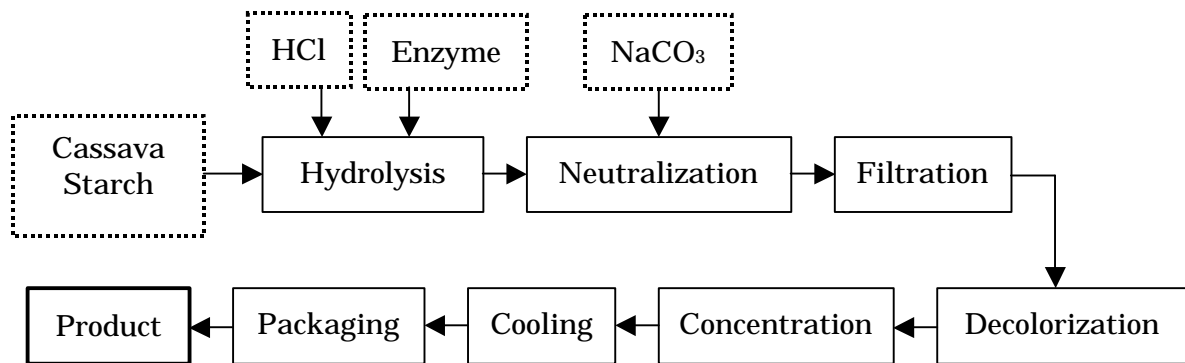 HCl
Enzyme
NaCO₃
Cassava
Starch
Hydrolysis
Neutralization
Filtration
Product
Packaging
Cooling
Concentration
Decolorization